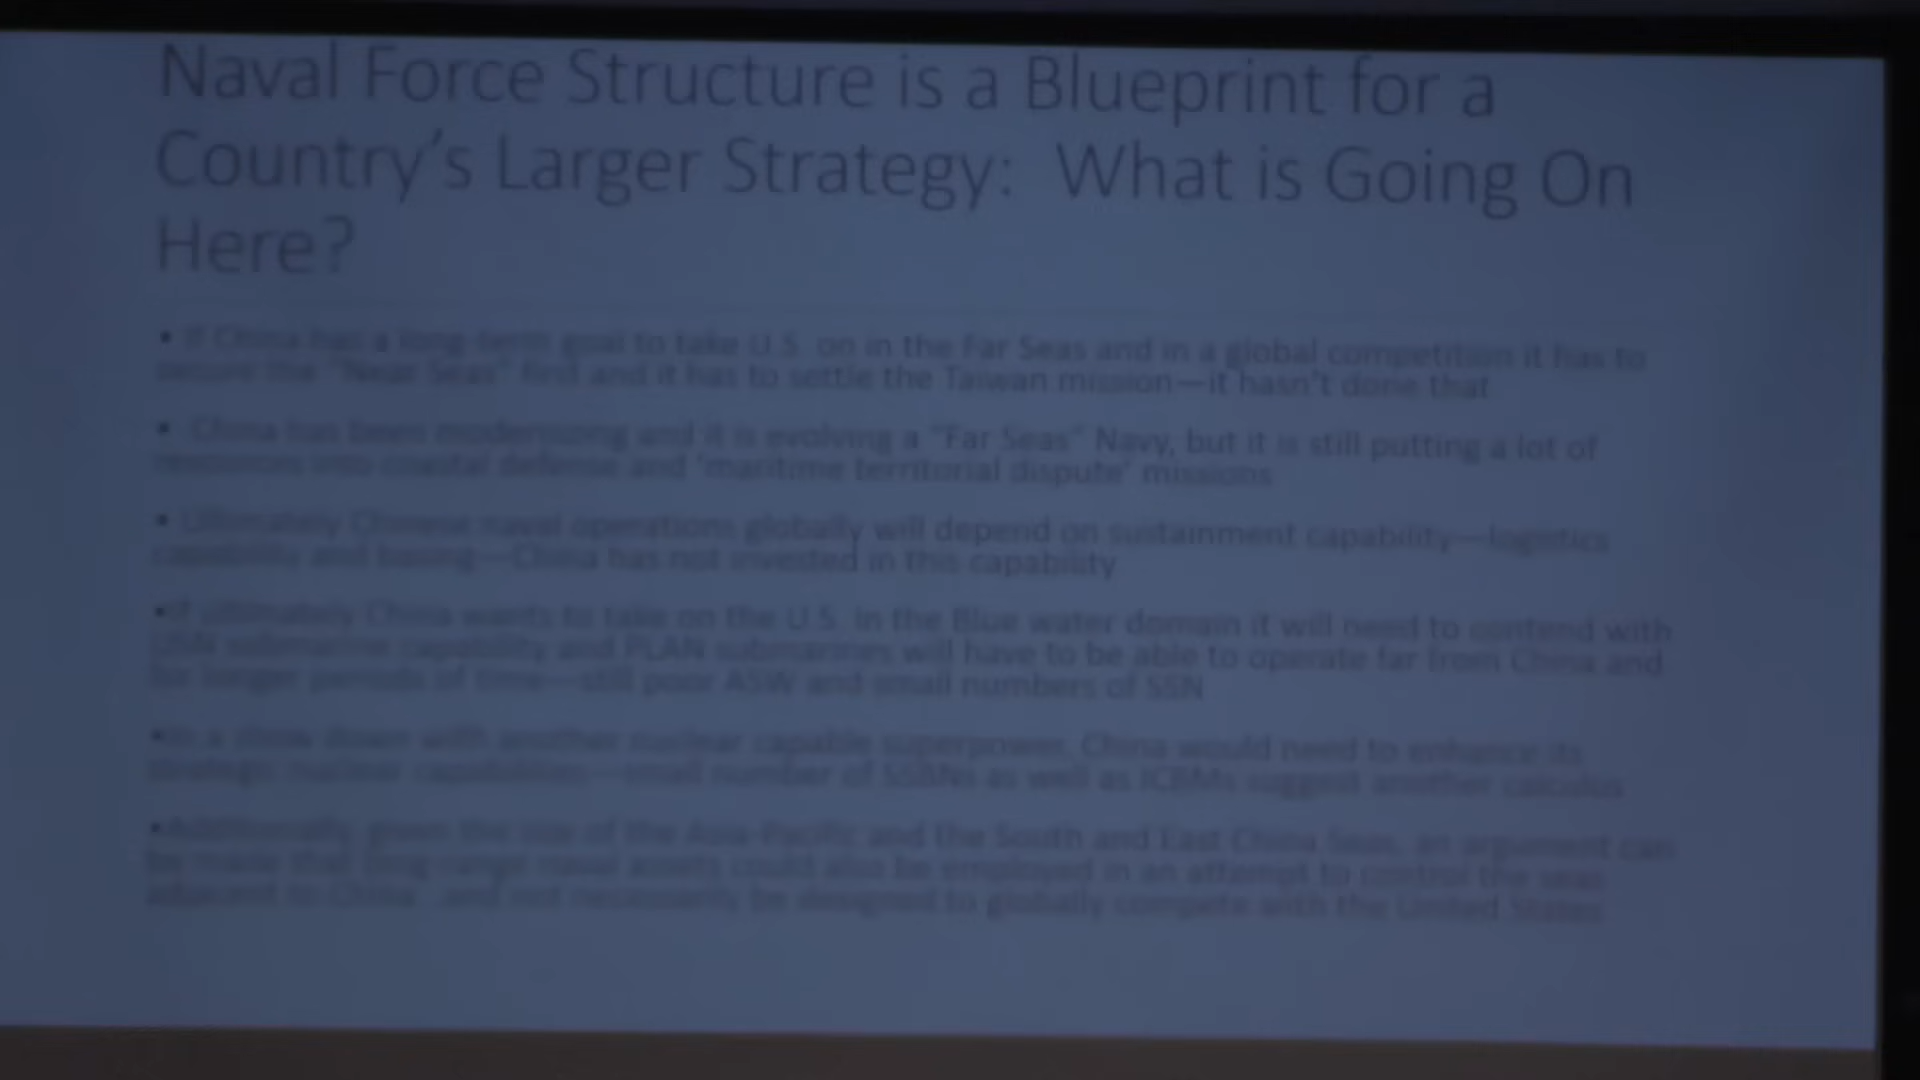 Naval Force Structure is a Blueprint for a
Country’s Larger Strategy: What is Going On
Here?
▪ If China has a long-term goal to take U.S. on in the Far Seas and in a global competition it has to
secure the “Near Seas” first and it has to settle the Taiwan mission—it hasn’t done that
▪ China has been modernizing and it is evolving a “Far Seas” Navy, but it is still putting a lot of
resources into coastal defense and ‘maritime territorial dispute’ missions
▪ Ultimately Chinese naval operations globally will depend on sustainment capability—logistics
capability and basing—China has not invested in this capability
▪If ultimately China wants to take on the U.S. in the Blue water domain it will need to contend with
USN submarine capability and PLAN submarines will have to be able to operate far from China and
for longer periods of time—still poor ASW and small numbers of SSN
▪In a show down with another nuclear capable superpower, China would need to enhance its
strategic nuclear capabilities—small number of SSBNs as well as ICBMs suggest another calculus
▪Additionally, given the size of the Asia-Pacific and the South and East China Seas, an argument can
be made that long-range naval assets could also be employed in an attempt to control the seas
adjacent to China…and not necessarily be designed to globally compete with the United States